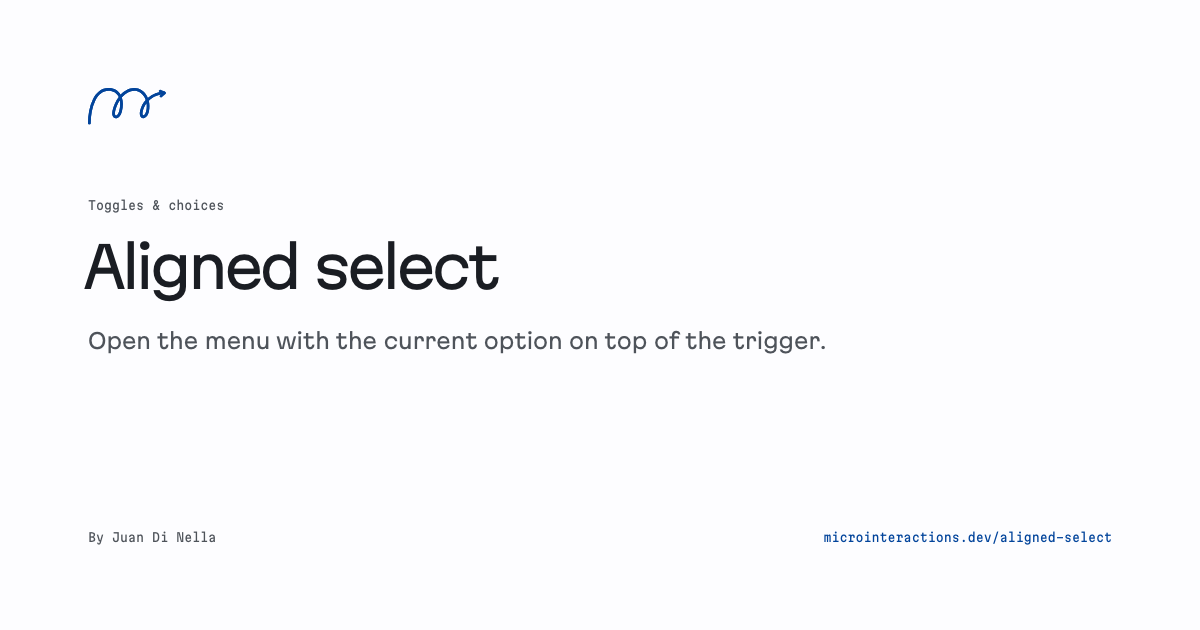 Toggles & choices
Aligned select
Open the menu with the current option on top of the trigger.
By Juan Di Nella
microinteractions.dev/aligned-select